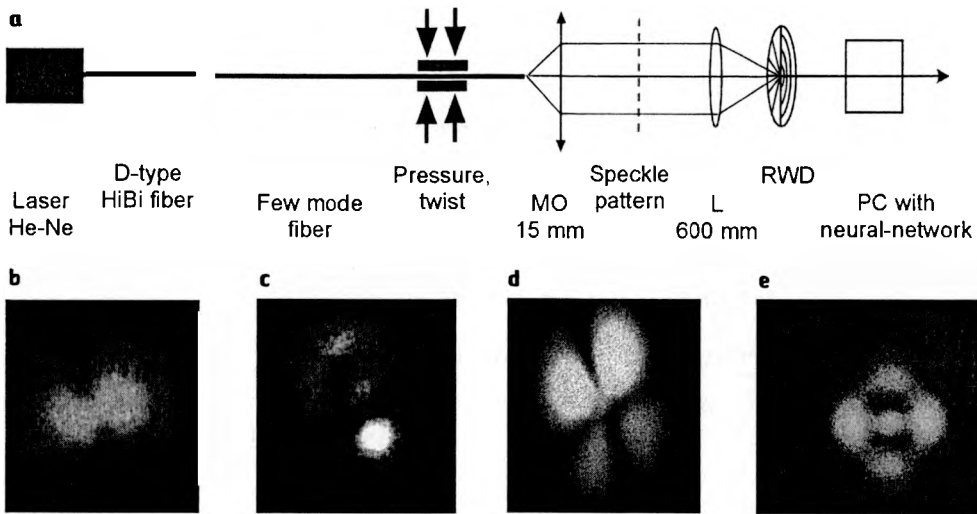 a
Laser
He-Ne
D-type
HiBi fiber
Few mode
fiber
Pressure,
twist
MO
15 mm
Speckle
pattern
L
600 mm
RWD
PC with
neural-network
b
c
d
e